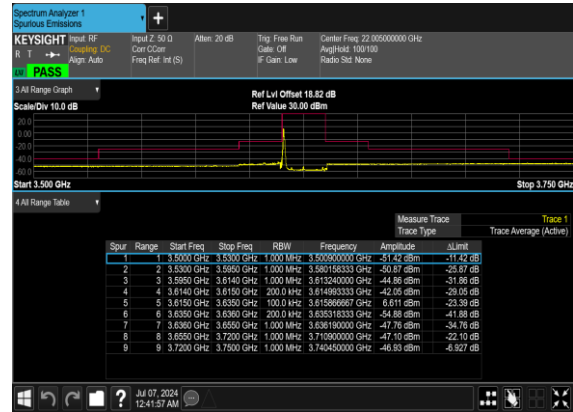 Spectrum Analyzer 1
Spurious Emissions
+
KEYSIGHT Input: RF Input Z: 50 Ω Atten: 20 dB Trig: Free Run Center Freq: 22.005000000 GHz
R T Coupling: DC Corr CCorr Gate: Off Avg|Hold: 100/100
Align: Auto Freq Ref: Int (S) IF Gain: Low Radio Std: None
PASS
3 All Range Graph
Ref Lvl Offset 18.82 dB
Scale/Div 10.0 dB Ref Value 30.00 dBm
20.0
0.00
-20.0
-40.0
-60.0
Start 3.500 GHz Stop 3.750 GHz
4 All Range Table
Measure Trace Trace 1
Trace Type Trace Average (Active)
Spur Range Start Freq Stop Freq RBW Frequency Amplitude ΔLimit
1 1 3.5000 GHz 3.5300 GHz 1.000 MHz 3.500900000 GHz -51.42 dBm -11.42 dB
2 2 3.5300 GHz 3.5950 GHz 1.000 MHz 3.580158333 GHz -50.87 dBm -25.87 dB
3 3 3.5950 GHz 3.6140 GHz 1.000 MHz 3.613240000 GHz -44.86 dBm -31.86 dB
4 4 3.6140 GHz 3.6150 GHz 200.0 kHz 3.614993333 GHz -42.05 dBm -29.05 dB
5 5 3.6150 GHz 3.6350 GHz 100.0 kHz 3.615866667 GHz 6.611 dBm -23.39 dB
6 6 3.6350 GHz 3.6360 GHz 200.0 kHz 3.635318333 GHz -54.88 dBm -41.88 dB
7 7 3.6360 GHz 3.6550 GHz 1.000 MHz 3.636190000 GHz -47.76 dBm -34.76 dB
8 8 3.6550 GHz 3.7200 GHz 1.000 MHz 3.710900000 GHz -47.10 dBm -22.10 dB
9 9 3.7200 GHz 3.7500 GHz 1.000 MHz 3.740450000 GHz -46.93 dBm -6.927 dB
? Jul 07, 2024
12:41:57 AM